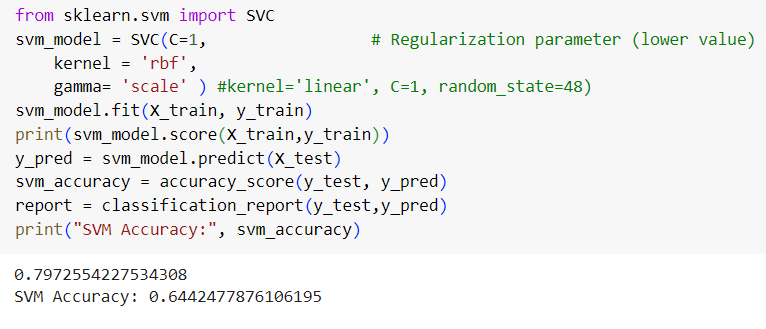 from sklearn.svm import SVC
svm_model = SVC(C=1,                # Regularization parameter (lower value)
    kernel = 'rbf',
    gamma= 'scale' ) #kernel='linear', C=1, random_state=48)
svm_model.fit(X_train, y_train)
print(svm_model.score(X_train,y_train))
y_pred = svm_model.predict(X_test)
svm_accuracy = accuracy_score(y_test, y_pred)
report = classification_report(y_test,y_pred)
print("SVM Accuracy:", svm_accuracy)
0.7972554227534308
SVM Accuracy: 0.6442477876106195